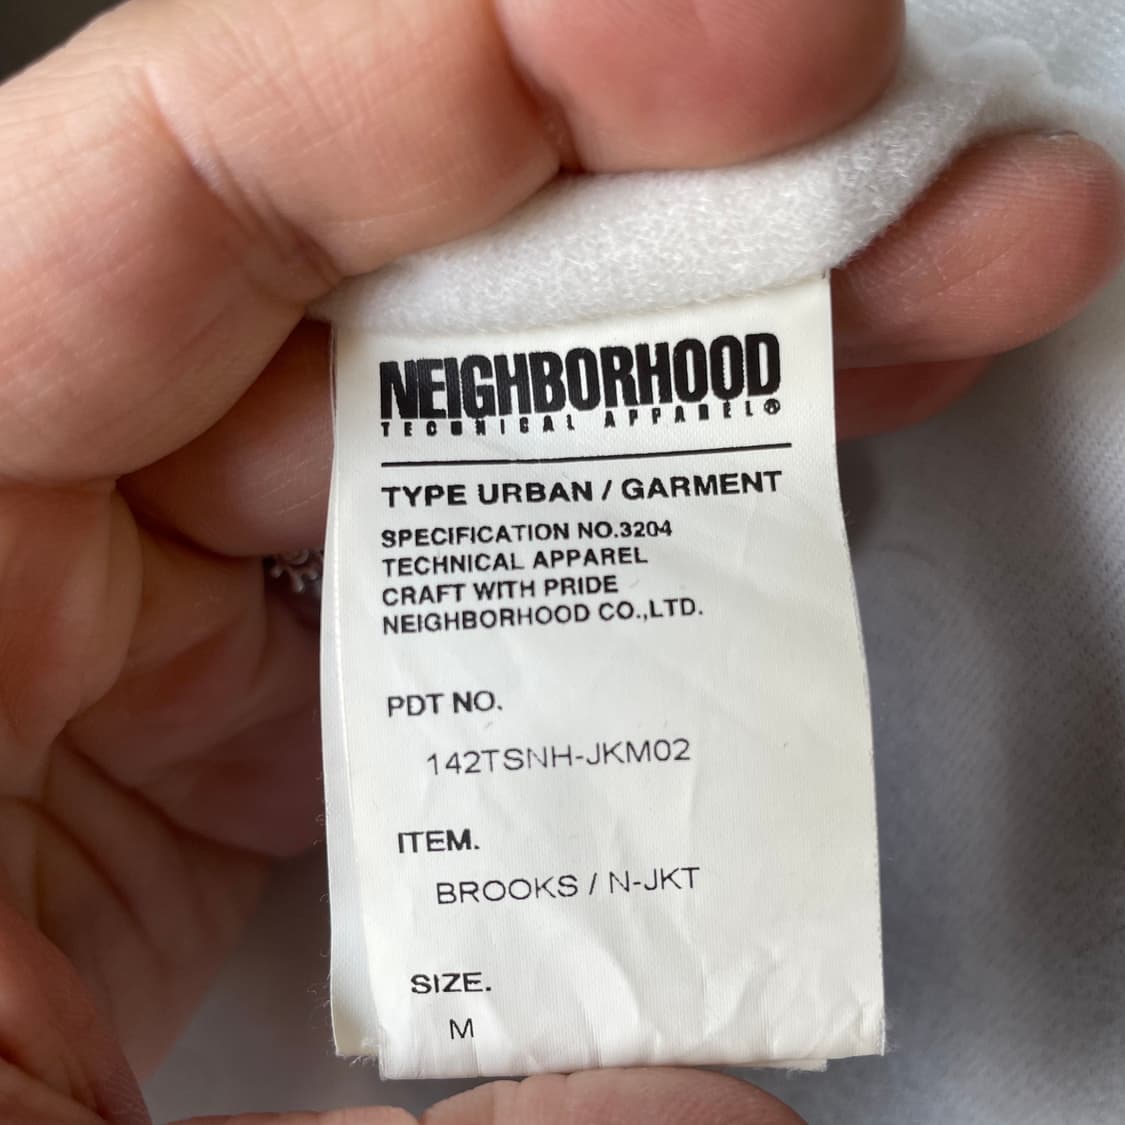 NEIGHBORHOOD
TECHNICAL APPAREL®
TYPE URBAN / GARMENT
SPECIFICATION NO.3204
TECHNICAL APPAREL
CRAFT WITH PRIDE
NEIGHBORHOOD CO.,LTD.
PDT NO.
142TSNH-JKM02
ITEM.
BROOKS / N-JKT
SIZE.
M